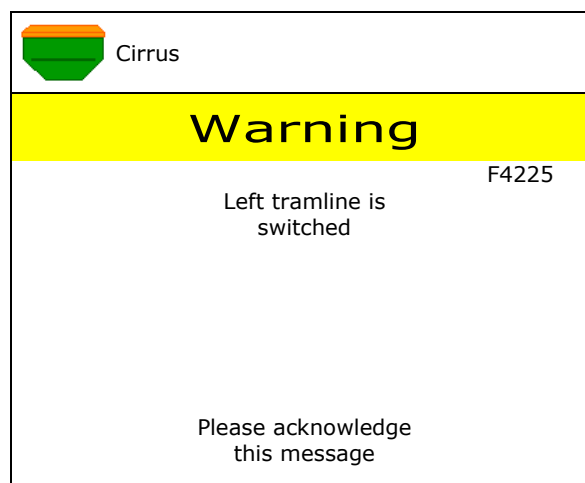 Cirrus
Warning
F4225
Left tramline is
switched
Please acknowledge
this message